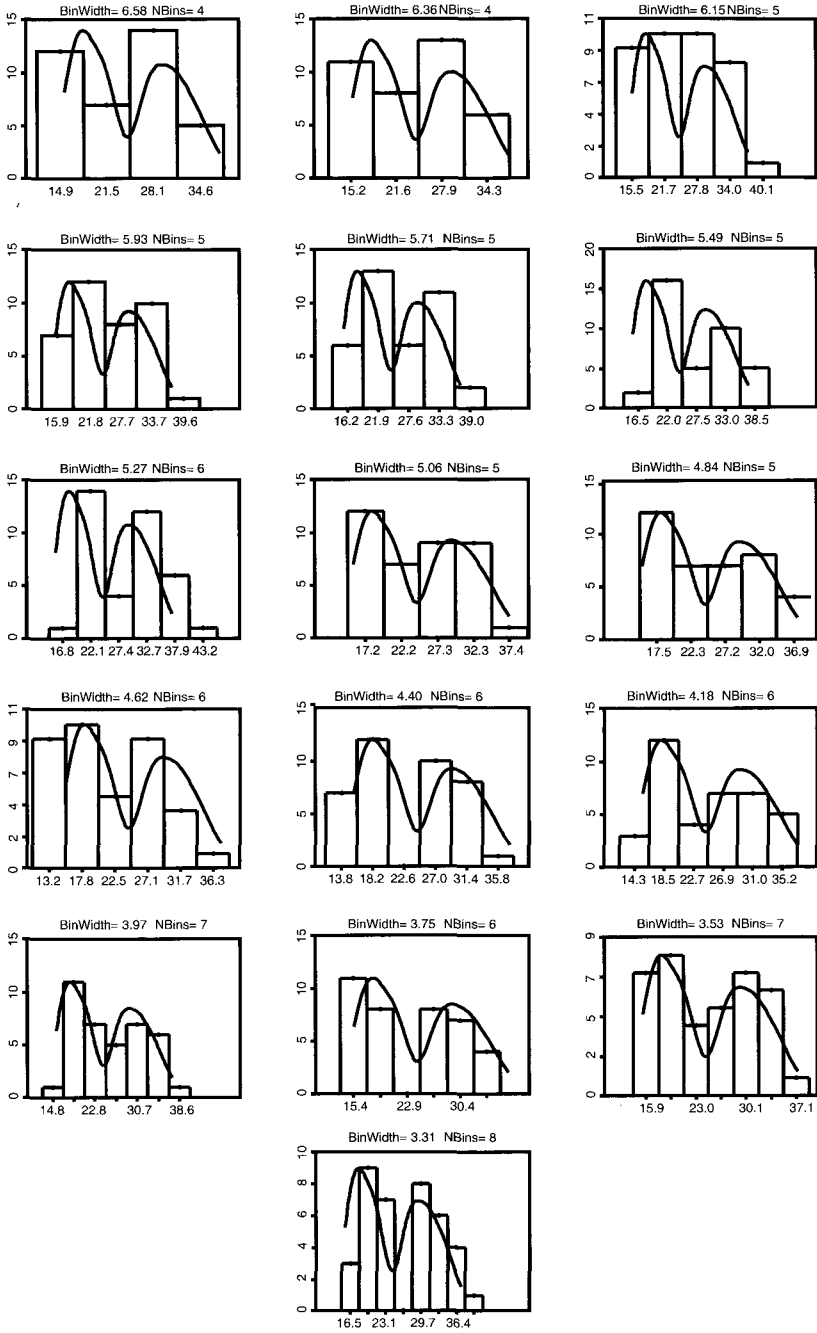 BinWidth= 6.58 NBins= 4
15
10
5
0
14.9 21.5 28.1 34.6
BinWidth= 6.36 NBins= 4
15
10
5
0
15.2 21.6 27.9 34.3
BinWidth= 6.15 NBins= 5
11
9
7
4
2
0
15.5 21.7 27.8 34.0 40.1
BinWidth= 5.93 NBins= 5
15
10
5
0
15.9 21.8 27.7 33.7 39.6
BinWidth= 5.71 NBins= 5
15
10
5
0
16.2 21.9 27.6 33.3 39.0
BinWidth= 5.49 NBins= 5
20
15
10
5
0
16.5 22.0 27.5 33.0 38.5
BinWidth= 5.27 NBins= 6
15
10
5
0
16.8 22.1 27.4 32.7 37.9 43.2
BinWidth= 5.06 NBins= 5
15
10
5
0
17.2 22.2 27.3 32.3 37.4
BinWidth= 4.84 NBins= 5
15
10
5
0
17.5 22.3 27.2 32.0 36.9
BinWidth= 4.62 NBins= 6
11
9
7
4
2
0
13.2 17.8 22.5 27.1 31.7 36.3
BinWidth= 4.40 NBins= 6
15
10
5
0
13.8 18.2 22.6 27.0 31.4 35.8
BinWidth= 4.18 NBins= 6
15
10
5
0
14.3 18.5 22.7 26.9 31.0 35.2
BinWidth= 3.97 NBins= 7
15
10
5
0
14.8 22.8 30.7 38.6
BinWidth= 3.75 NBins= 6
15
10
5
0
15.4 22.9 30.4
BinWidth= 3.53 NBins= 7
9
7
5
2
0
15.9 23.0 30.1 37.1
BinWidth= 3.31 NBins= 8
10
8
6
4
2
0
16.5 23.1 29.7 36.4